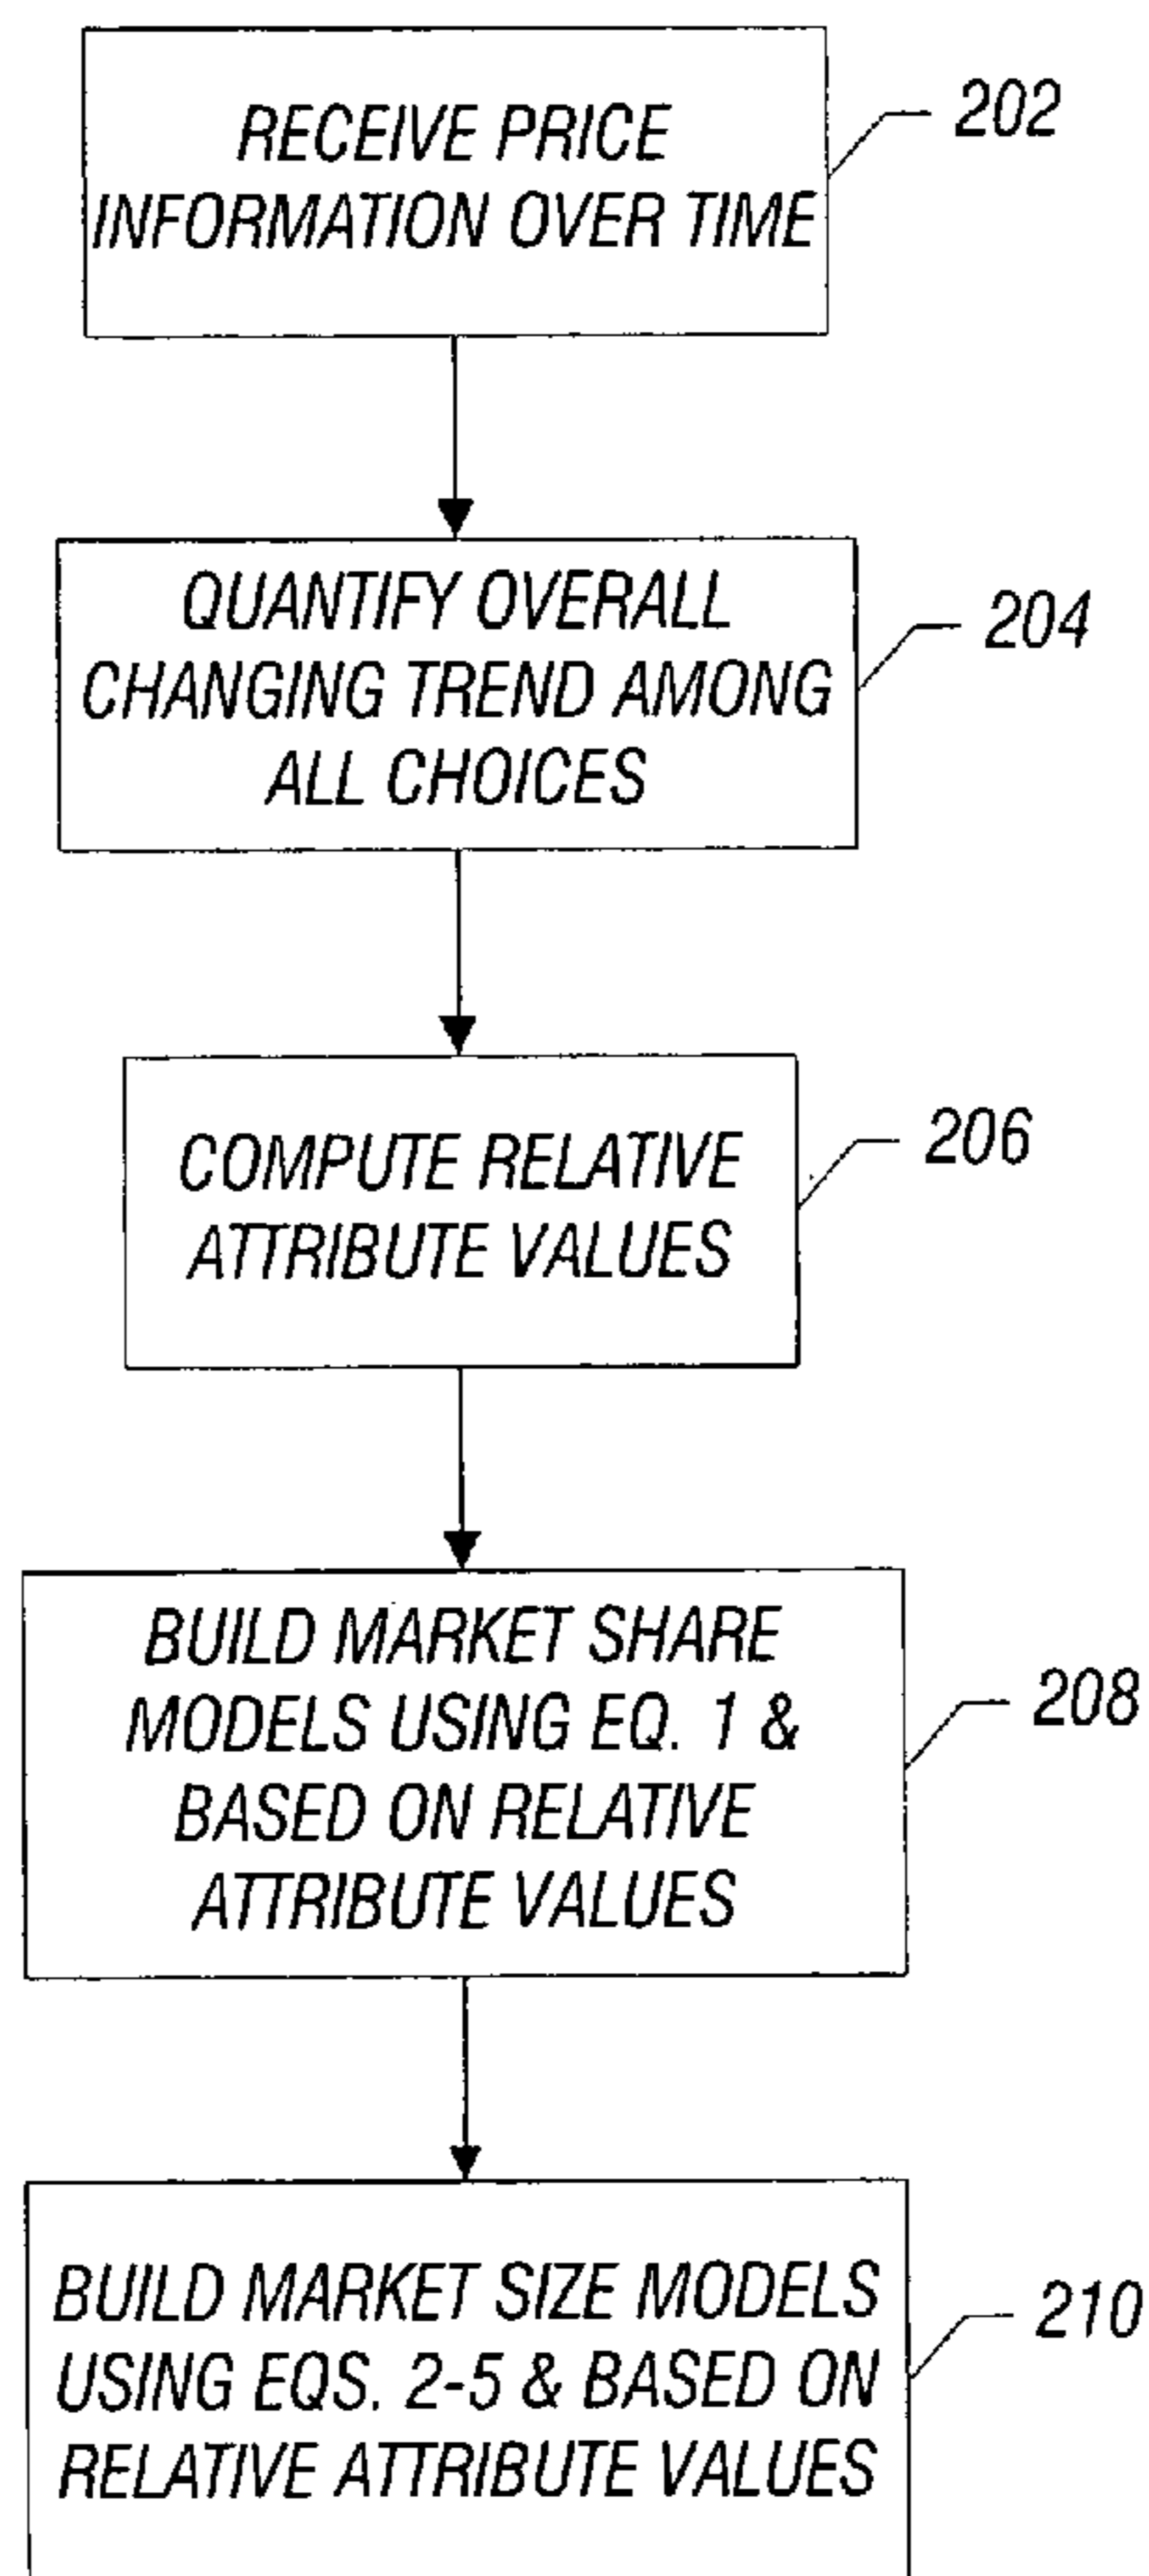 RECEIVE PRICE
INFORMATION OVER TIME
202
QUANTIFY OVERALL
CHANGING TREND AMONG
ALL CHOICES
204
COMPUTE RELATIVE
ATTRIBUTE VALUES
206
BUILD MARKET SHARE
MODELS USING EQ. 1 &
BASED ON RELATIVE
ATTRIBUTE VALUES
208
BUILD MARKET SIZE MODELS
USING EQS. 2-5 & BASED ON
RELATIVE ATTRIBUTE VALUES
210